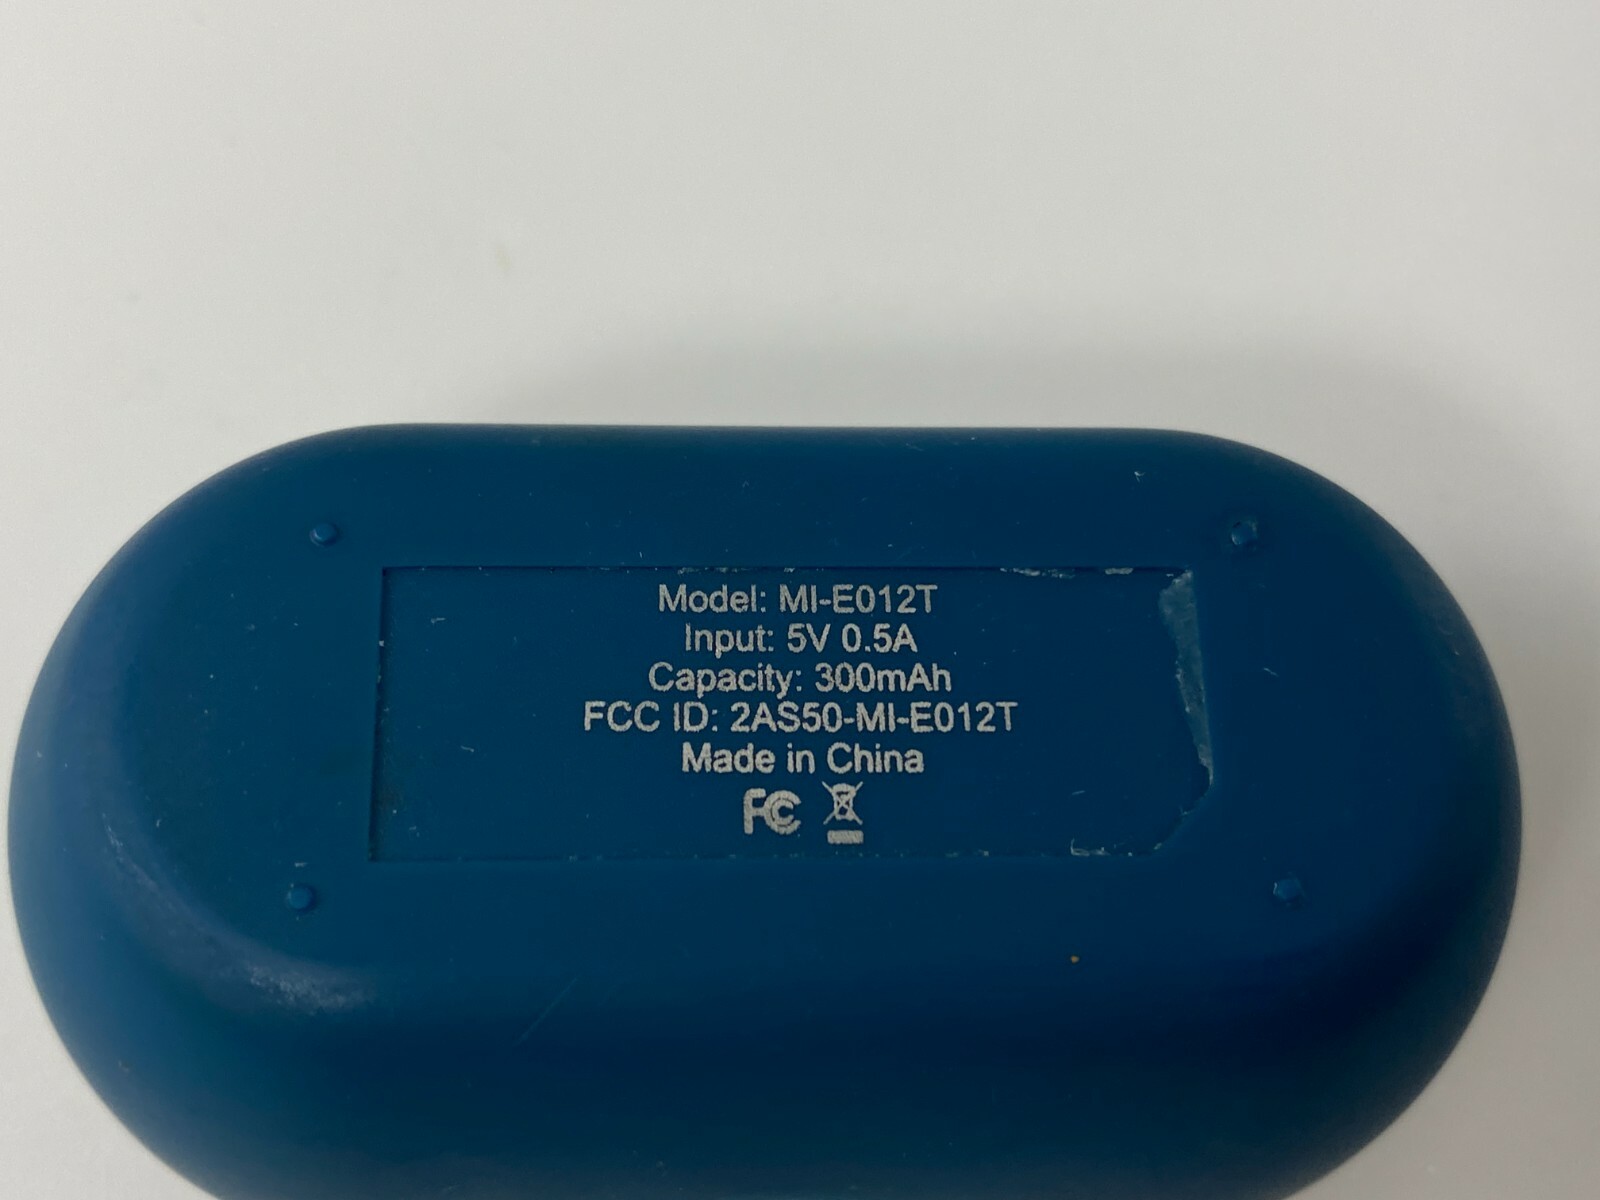 Model: MI-E012T
Input: 5V 0.5A
Capacity: 300mAh
FCC ID: 2AS50-MI-E012T
Made in China
FC